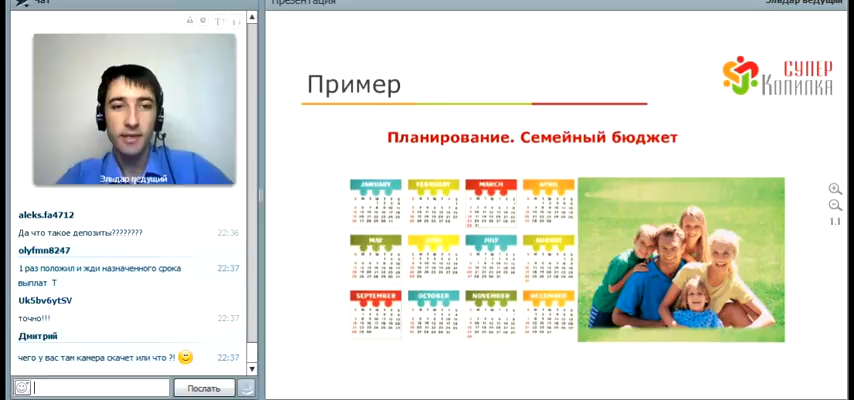 Чат
Эльдар ведущий
aleks.fa4712
Да что такое депозиты????????
22:36
olyfmn8247
1 раз положил и жди назначенного срока
22:37
выплат Т
Uk5bv6ytSV
точно!!!
22:37
Дмитрий
чего у вас там камера скачет или что ?!
22:37
Послать
Презентация
Эльдар ведущий
Пример
СУПЕР
Копилка
Планирование. Семейный бюджет
JANUARY FEBRUARY MARCH APRIL
MAY JUNE JULY AUGUST
SEPTEMBER OCTOBER NOVEMBER DECEMBER
1:1